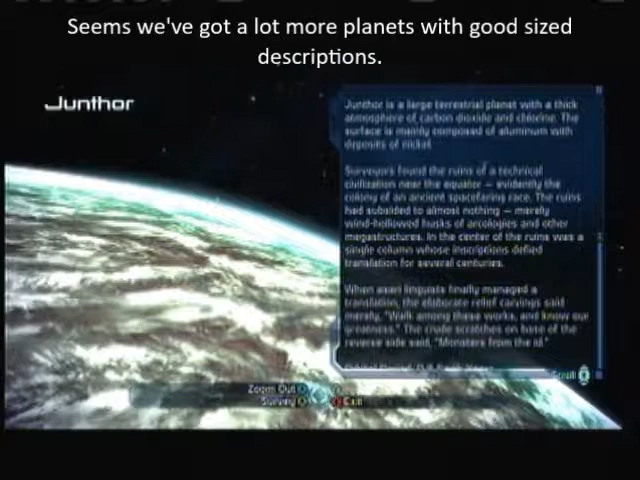 Seems we've got a lot more planets with good sized
descriptions.
Junthor
Junthor is a large terrestrial planet with a thick
atmosphere of carbon dioxide and chlorine. The
surface is mainly composed of aluminum with
deposits of nickel.
Surveyors found the ruins of a technical
civilization near the equator — evidently the
colony of an ancient spacefaring race. The ruins
had subsided to almost nothing — merely
wind-hollowed husks of arcologies and other
megastructures. In the center of the ruins was a
single column whose inscriptions defied
translation for several centuries.
When asari linguists finally managed a
translation, the elaborate relief carvings said
merely, "Walk among these works, and know our
greatness." The crude scratches on base of the
reverse side said, "Monsters from the id."
Scroll
Zoom Out
Survey
Exit